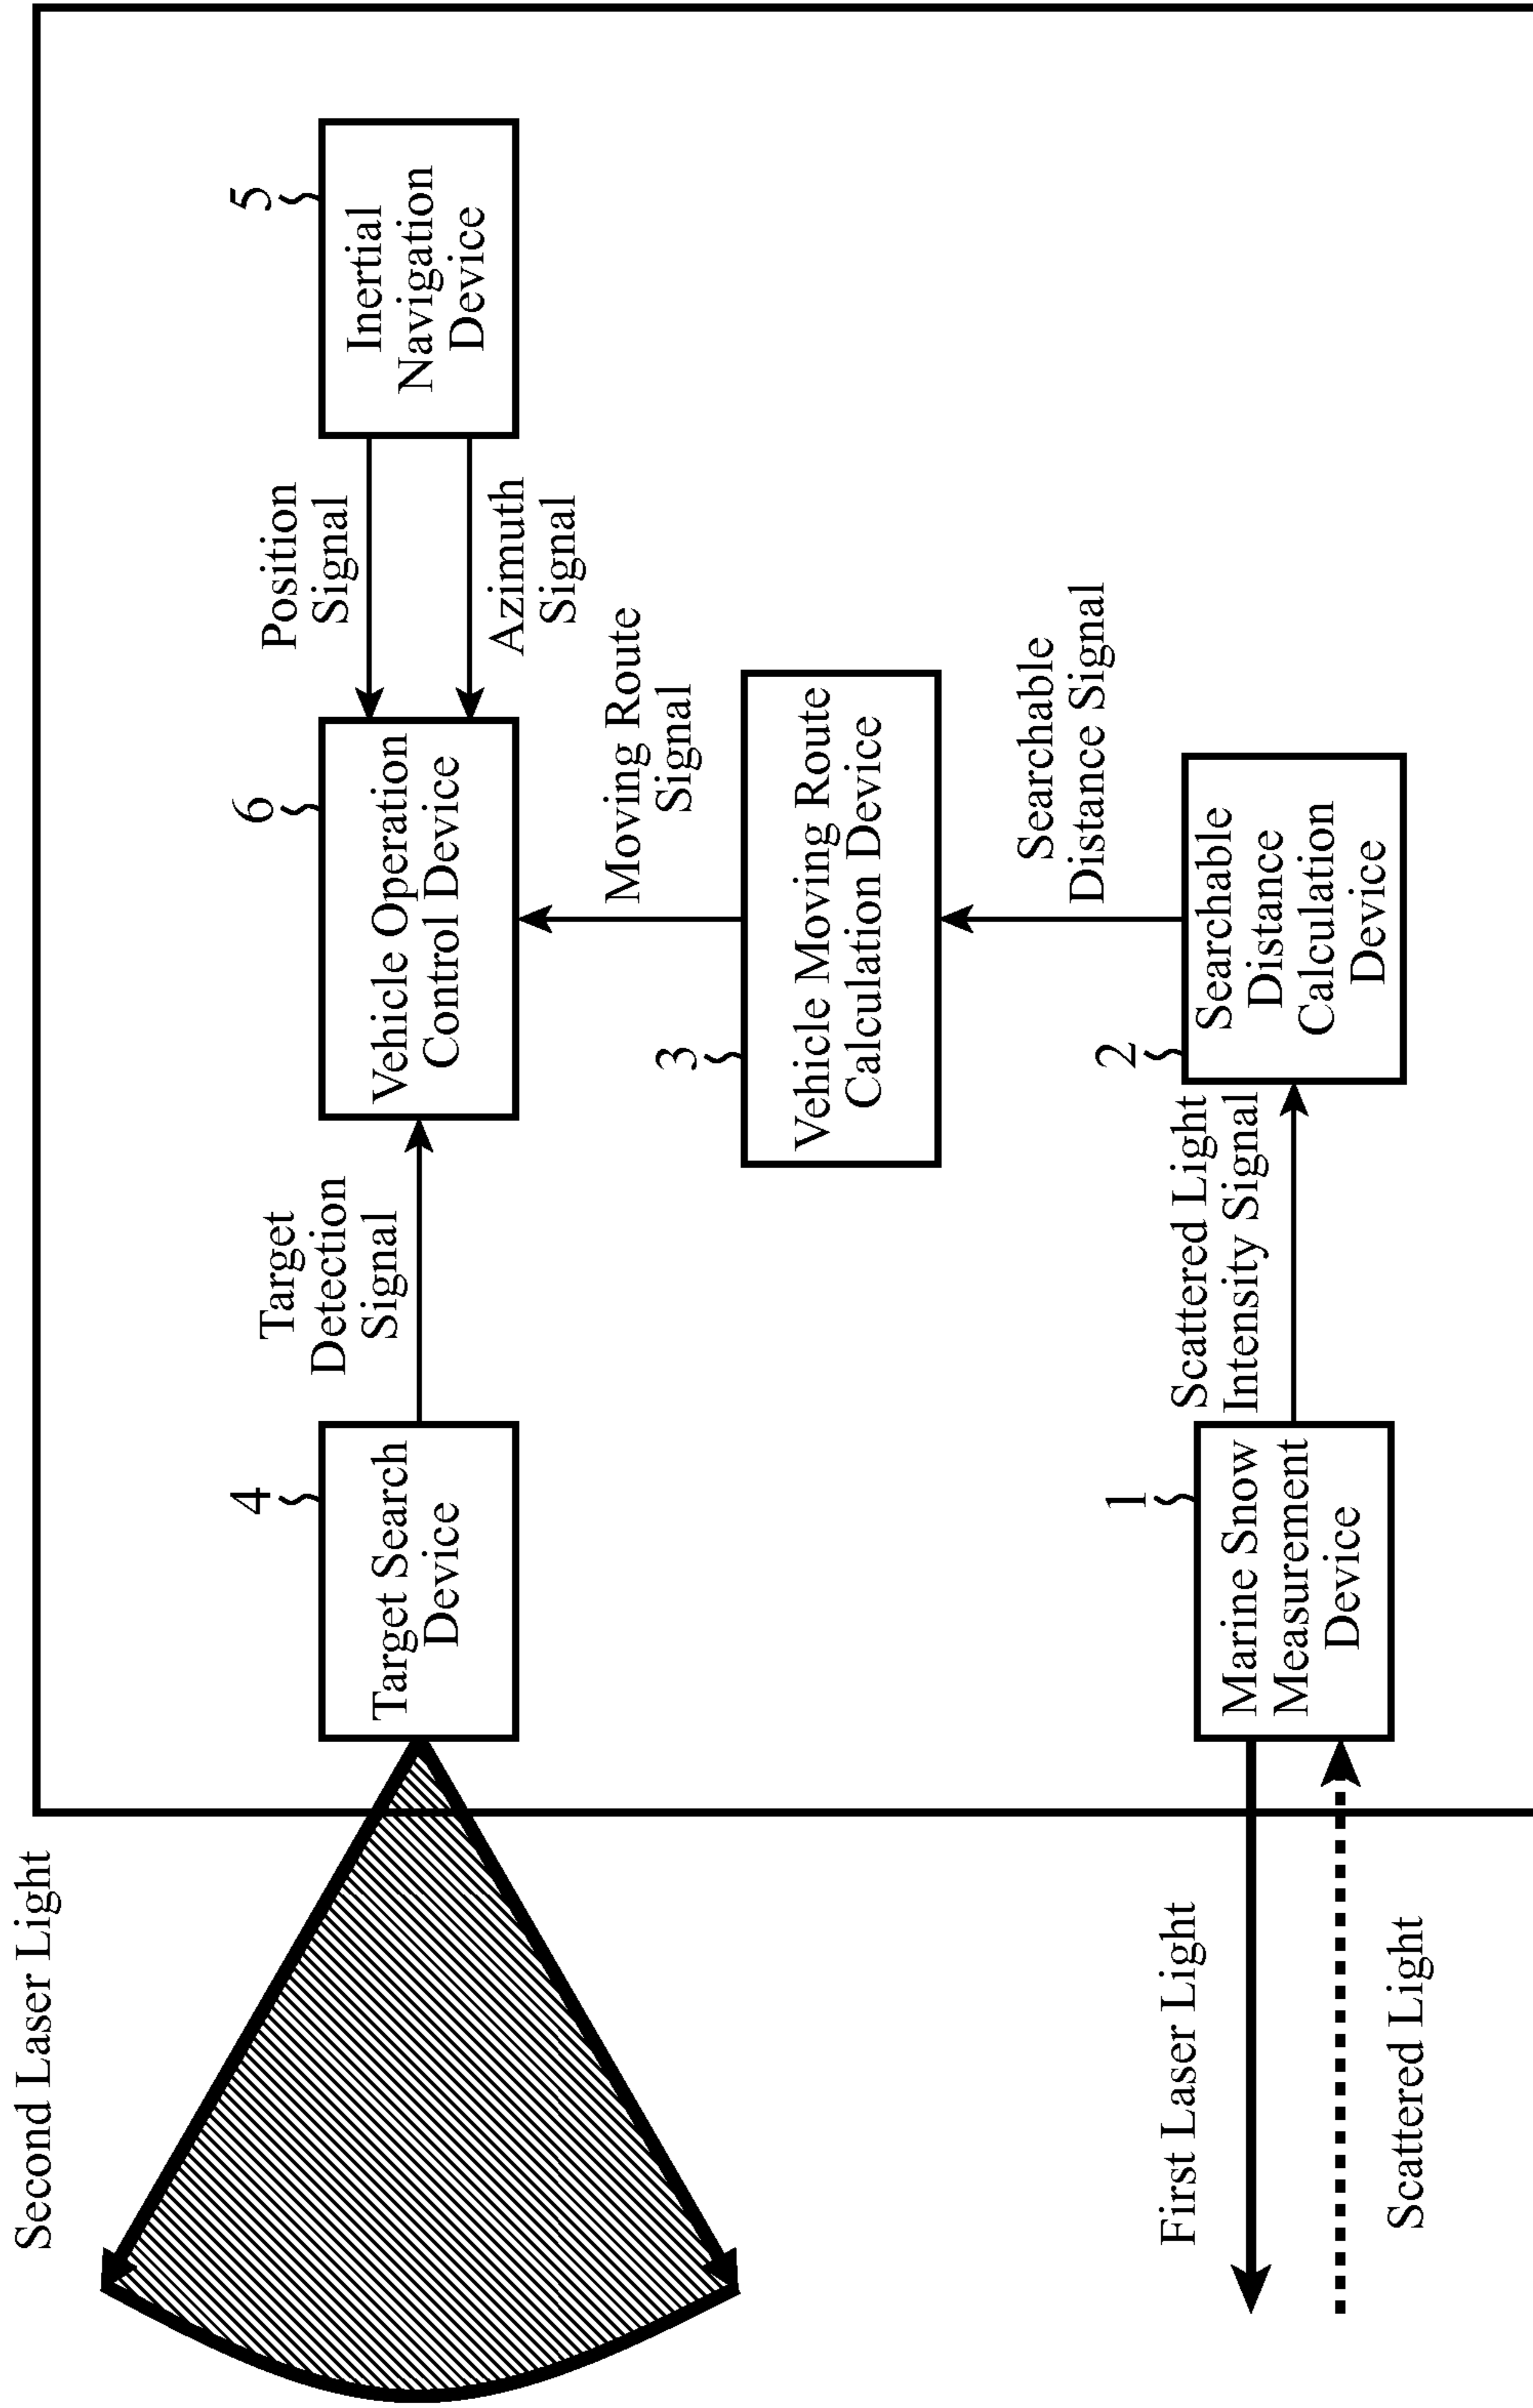 Second Laser Light
4
Target Search
Device
Target
Detection
Signal
6
Vehicle Operation
Control Device
Position
Signal
Azimuth
Signal
5
Inertial
Navigation
Device
Moving Route
Signal
3
Vehicle Moving Route
Calculation Device
Searchable
Distance Signal
First Laser Light
Scattered Light
1
Marine Snow
Measurement
Device
Scattered Light
Intensity Signal
2
Searchable
Distance
Calculation
Device